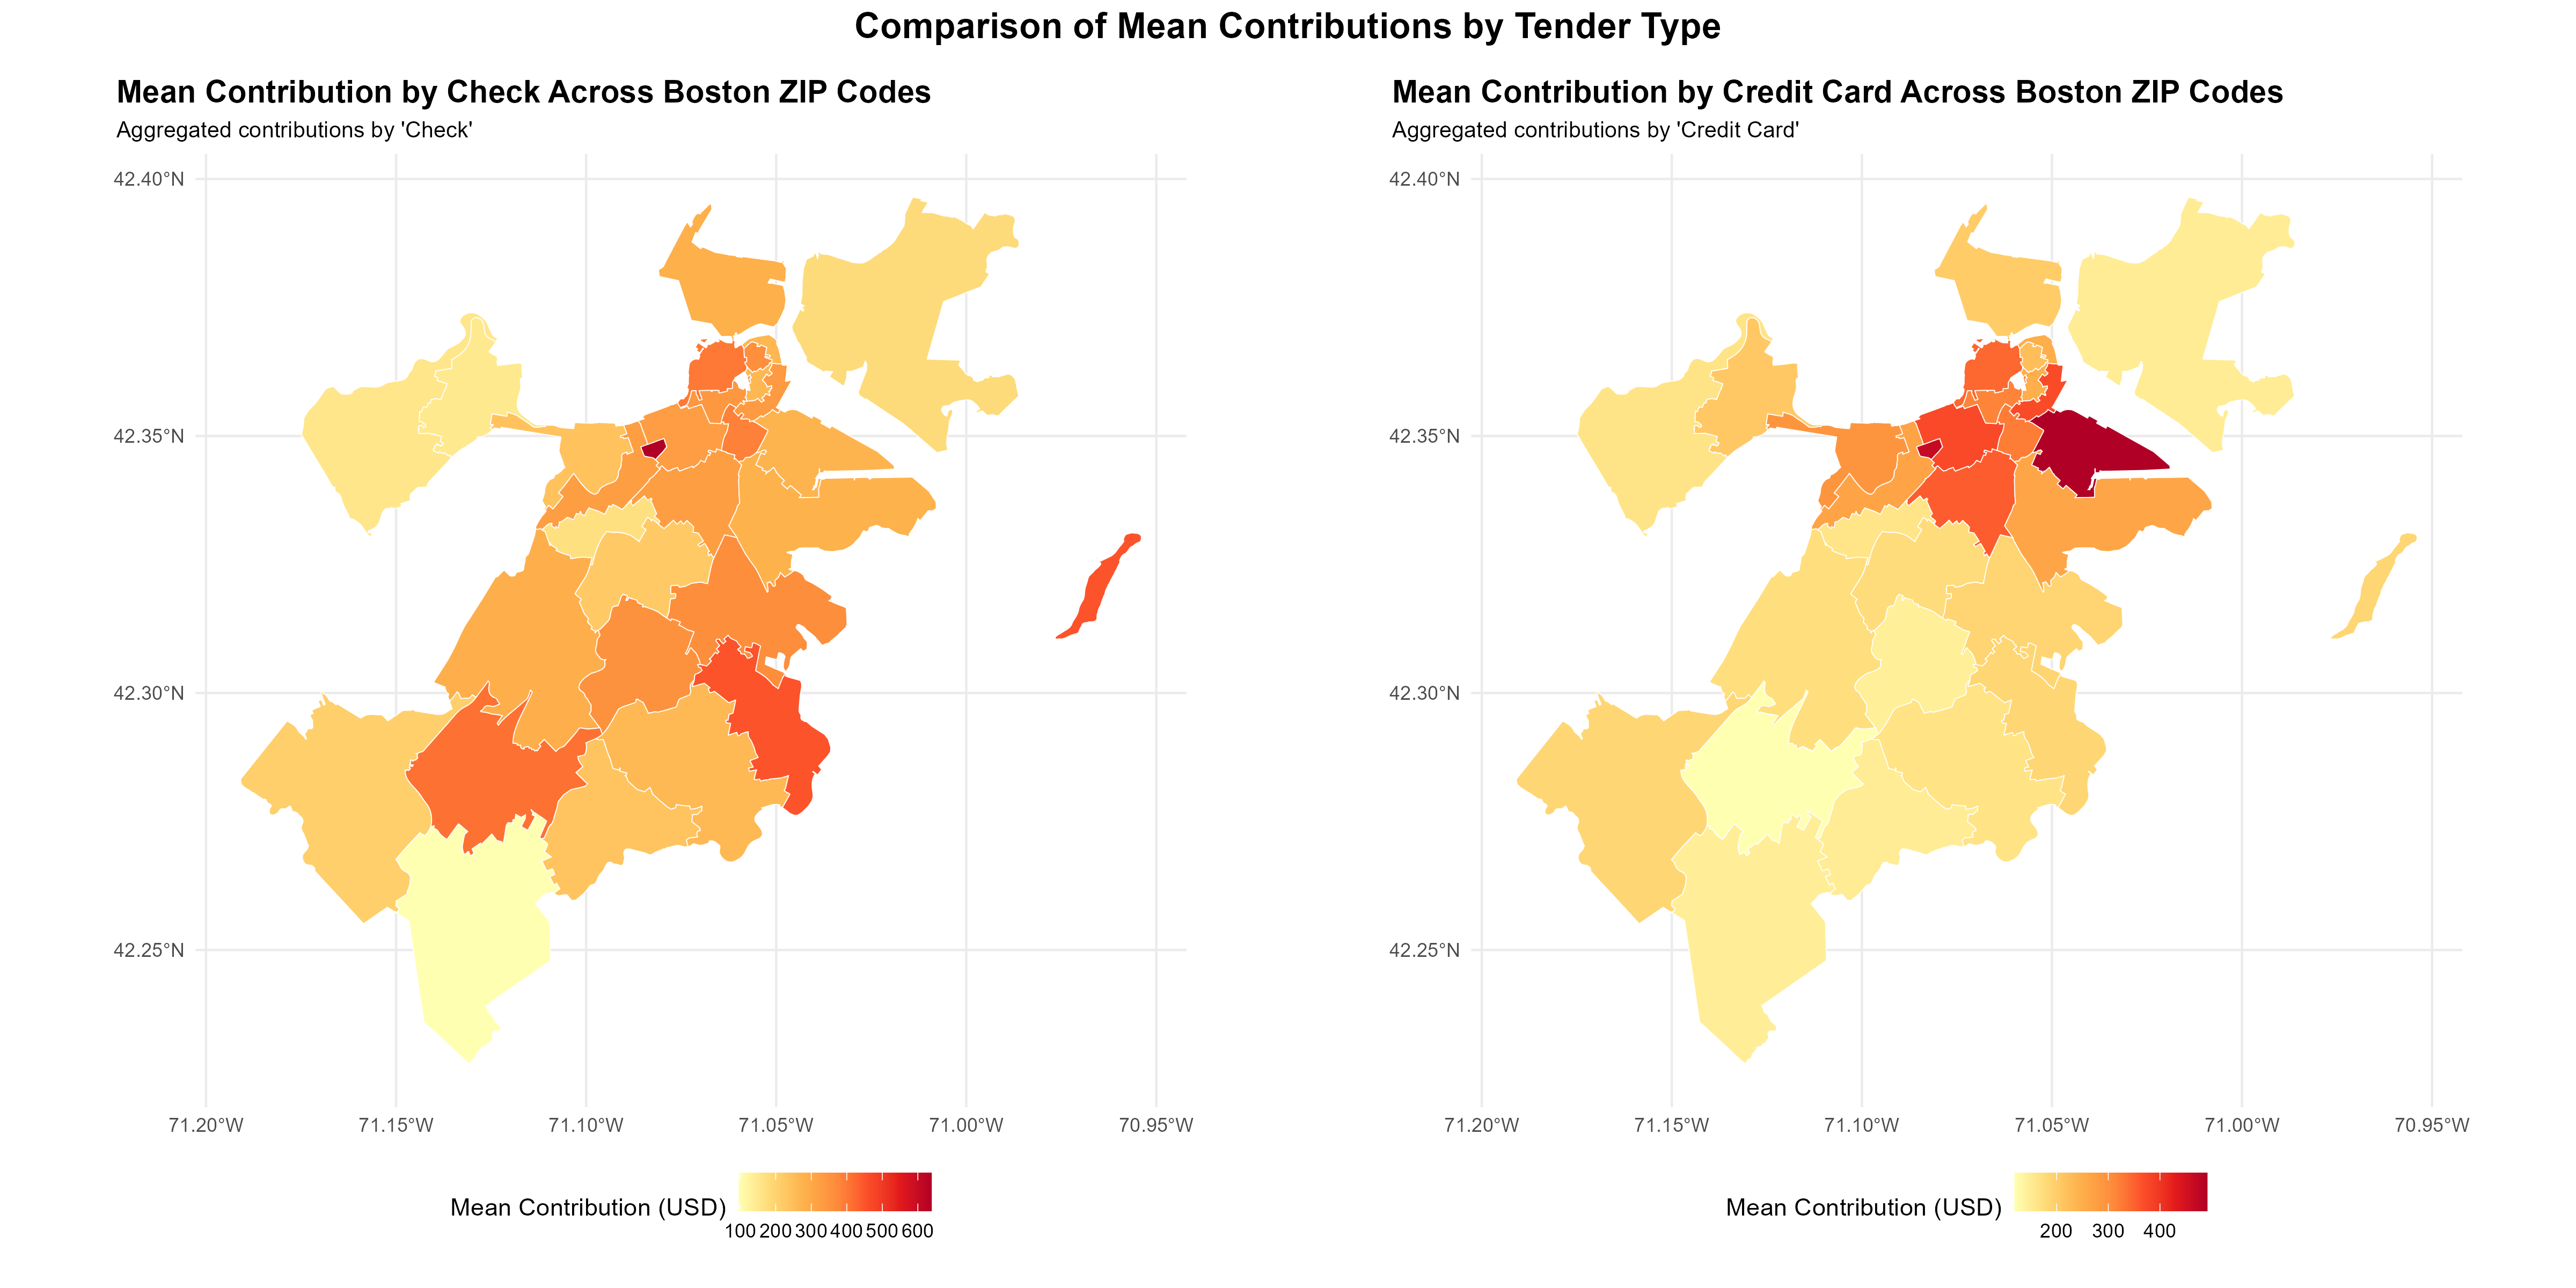 Comparison of Mean Contributions by Tender Type
Mean Contribution by Check Across Boston ZIP Codes
Aggregated contributions by 'Check'
42.40°N
42.35°N
42.30°N
42.25°N
71.20°W 71.15°W 71.10°W 71.05°W 71.00°W 70.95°W
Mean Contribution (USD)
100 200 300 400 500 600
Mean Contribution by Credit Card Across Boston ZIP Codes
Aggregated contributions by 'Credit Card'
42.40°N
42.35°N
42.30°N
42.25°N
71.20°W 71.15°W 71.10°W 71.05°W 71.00°W 70.95°W
Mean Contribution (USD)
200 300 400